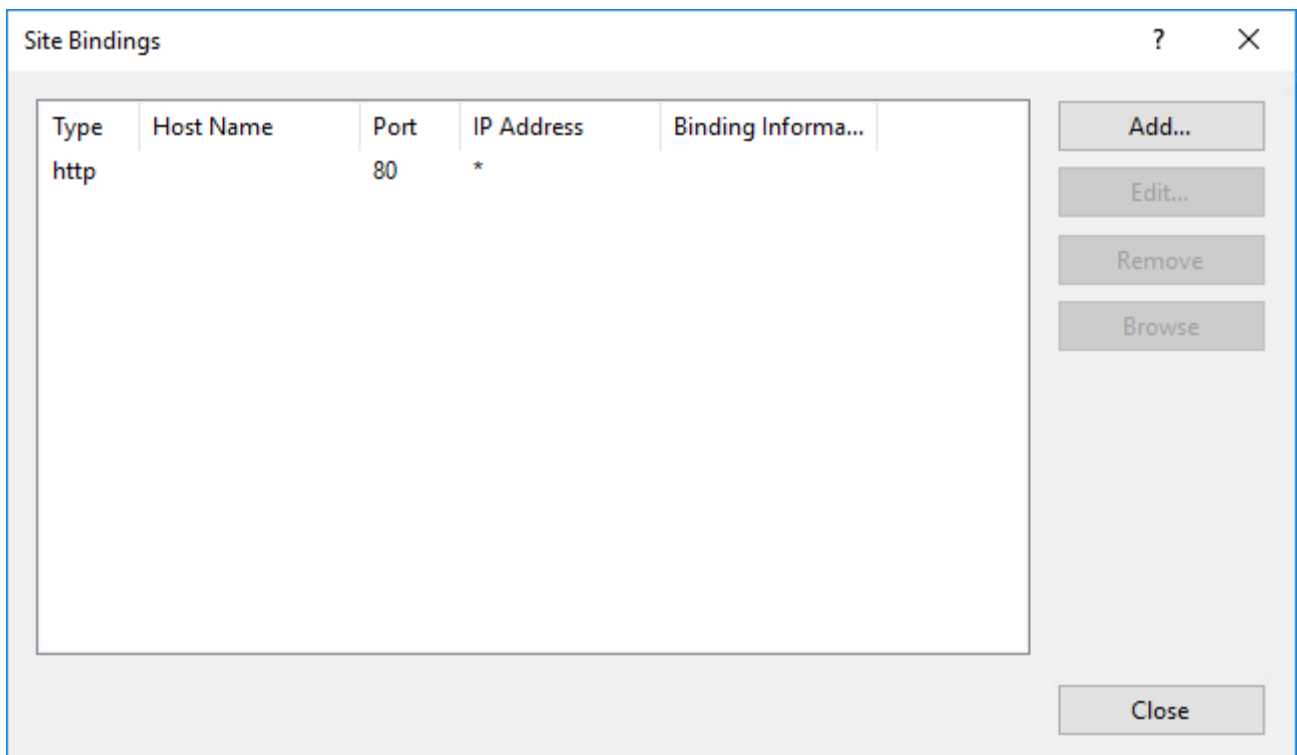 Site Bindings ?
Type Host Name Port IP Address Binding Informa...
http 80 *
Add...
Edit...
Remove
Browse
Close